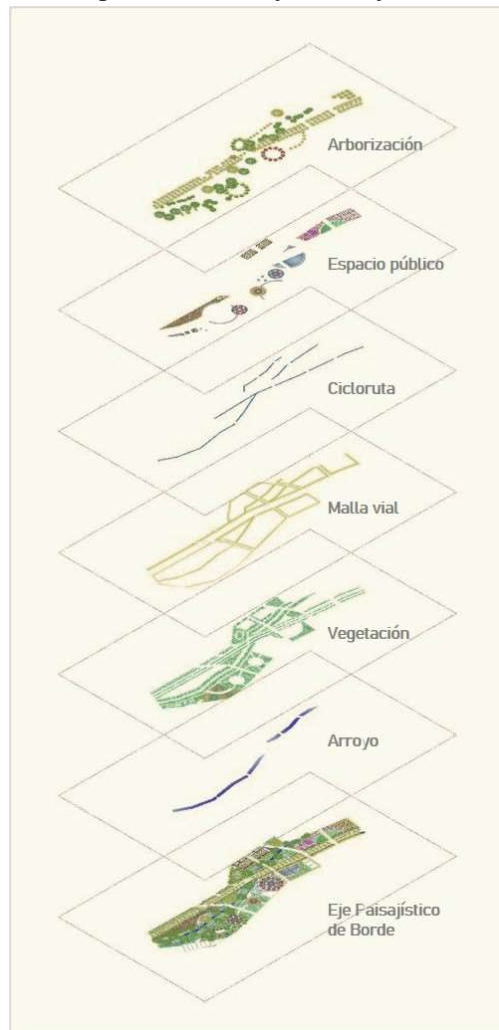 Arborización
Espacio público
Cicloruta
Malla vial
Vegetación
Arroyo
Eje Paisajístico
de Borde